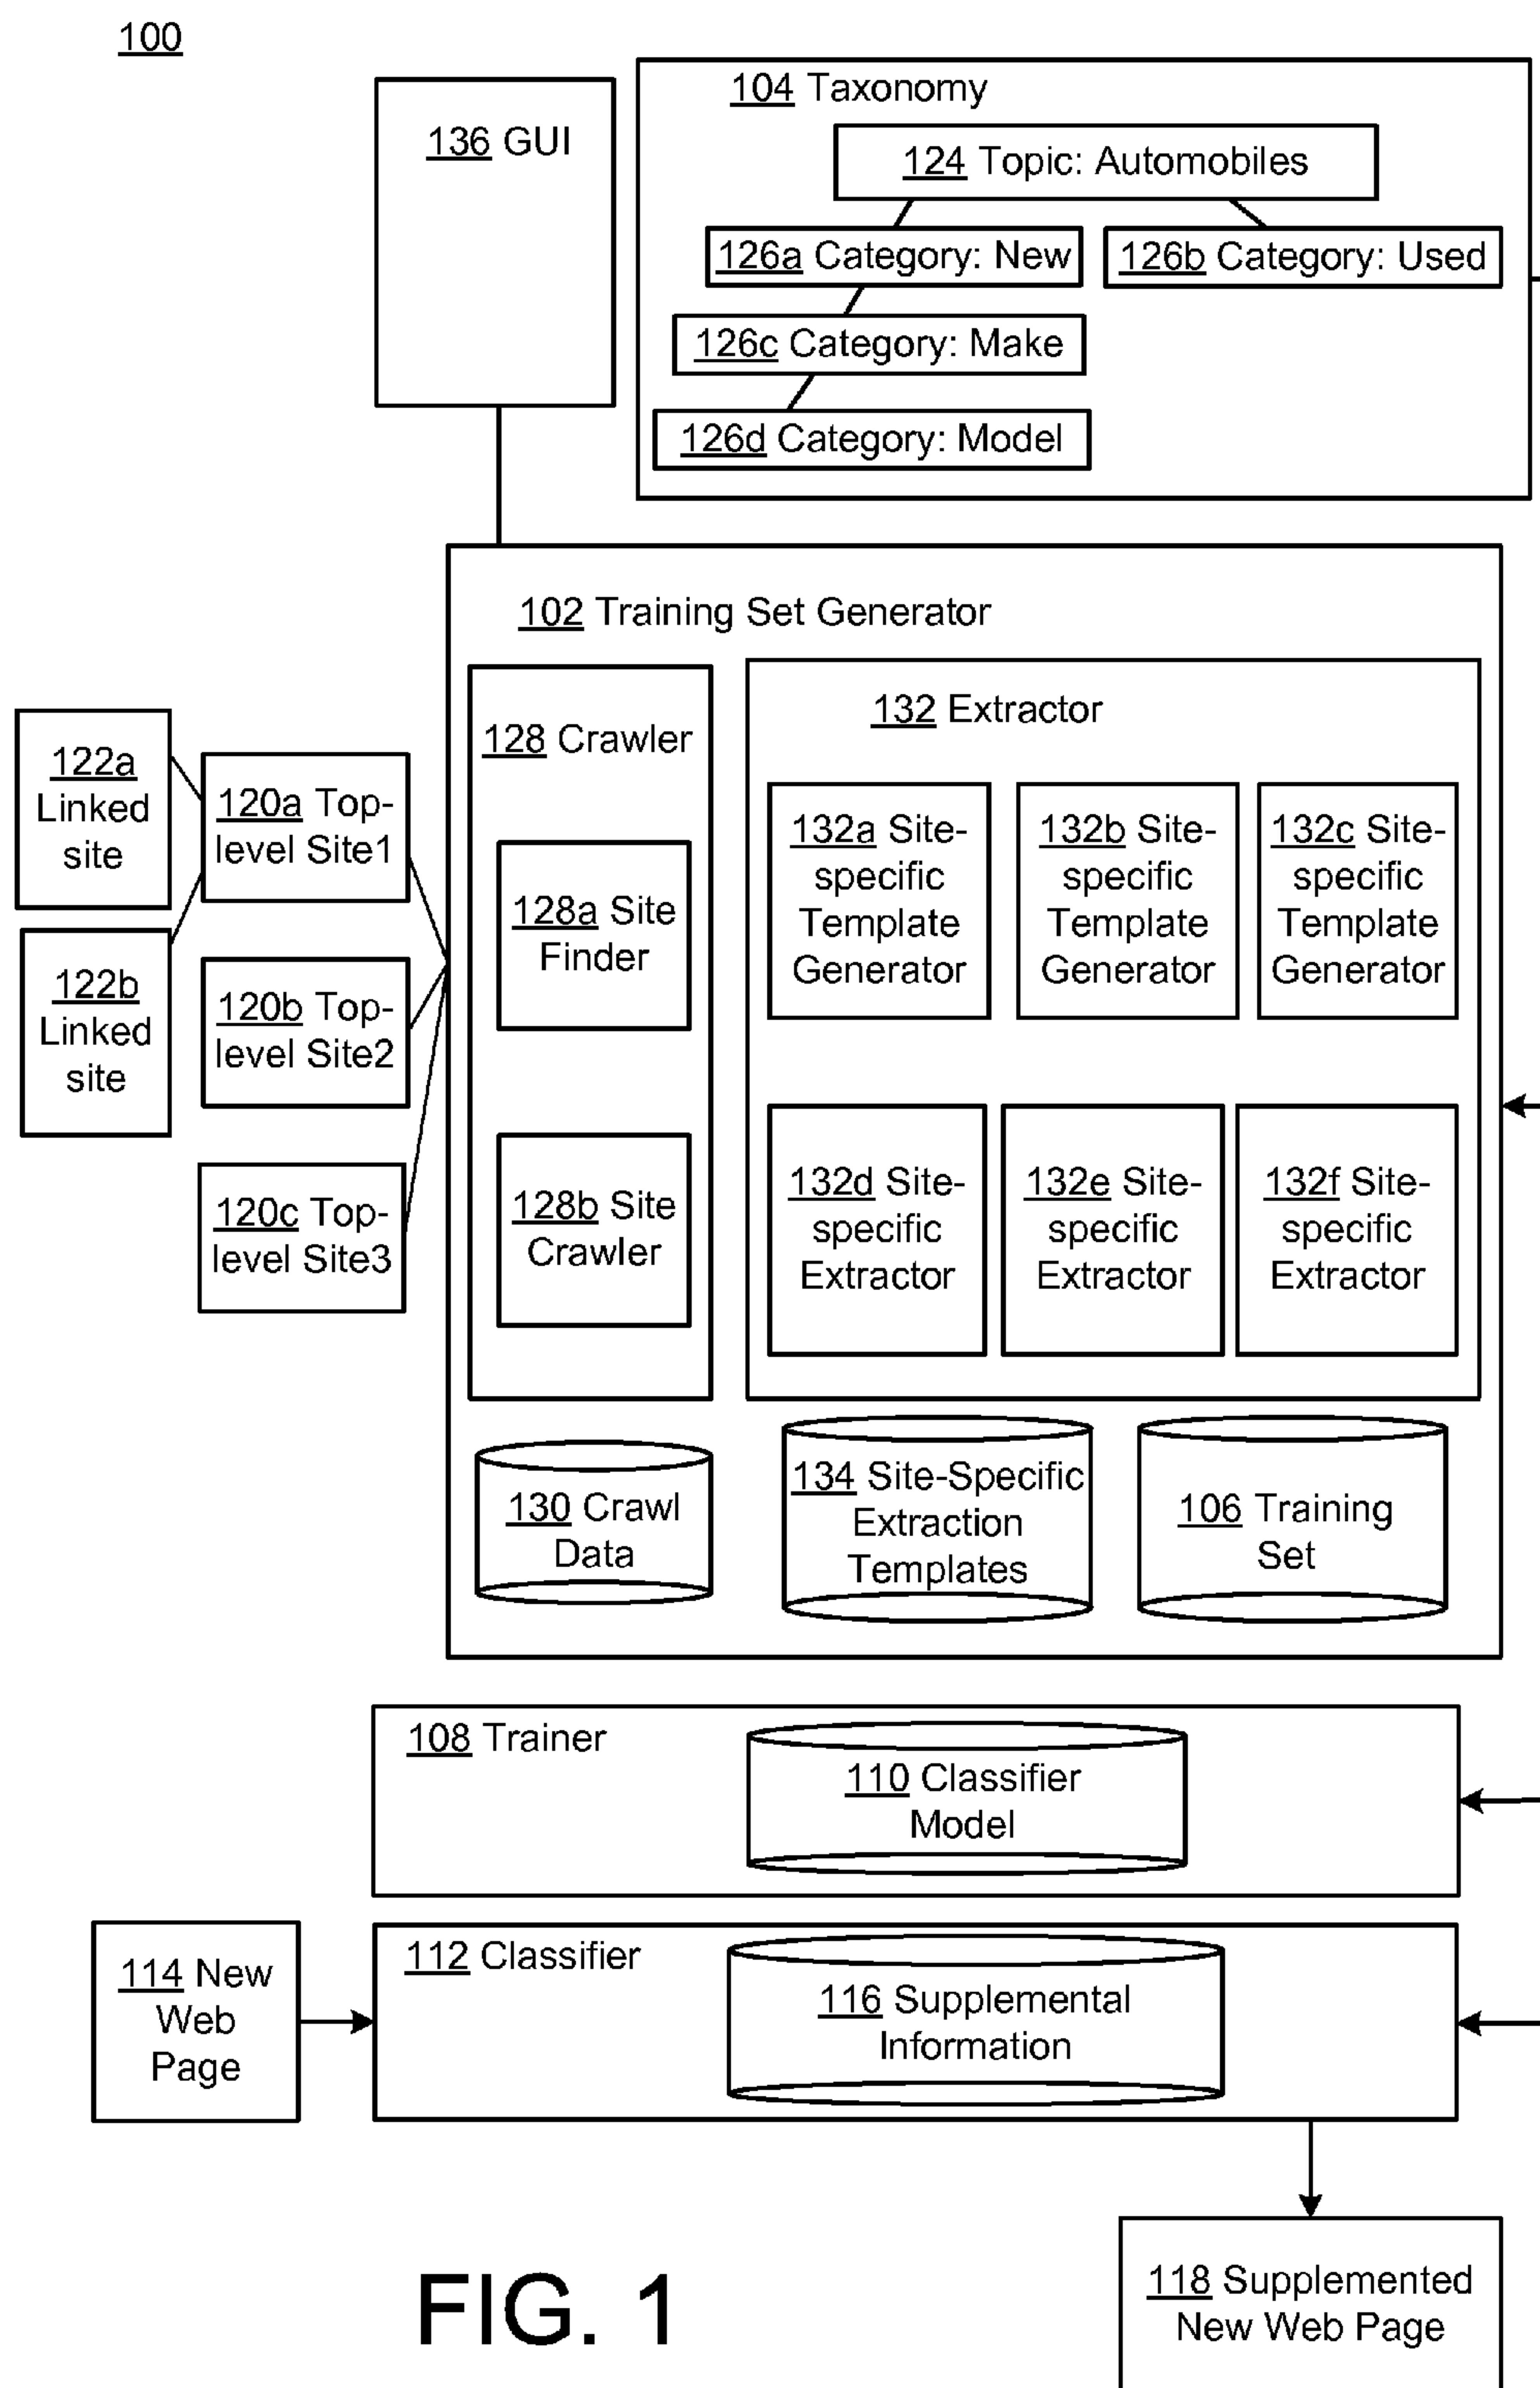 100
136 GUI
104 Taxonomy
124 Topic: Automobiles
126a Category: New
126b Category: Used
126c Category: Make
126d Category: Model
102 Training Set Generator
128 Crawler
128a Site
Finder
128b Site
Crawler
132 Extractor
132a Site-
specific
Template
Generator
132b Site-
specific
Template
Generator
132c Site-
specific
Template
Generator
132d Site-
specific
Extractor
132e Site-
specific
Extractor
132f Site-
specific
Extractor
122a
Linked
site
122b
Linked
site
120a Top-
level Site1
120b Top-
level Site2
120c Top-
level Site3
130 Crawl
Data
134 Site-Specific
Extraction
Templates
106 Training
Set
108 Trainer
110 Classifier
Model
114 New
Web
Page
112 Classifier
116 Supplemental
Information
118 Supplemented
New Web Page
FIG. 1